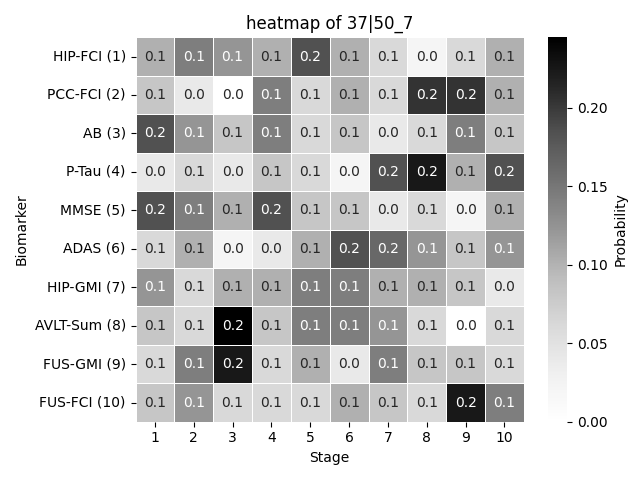 heatmap of 37|50_7
HIP-FCI (1) 0.1 0.1 0.1 0.1 0.2 0.1 0.1 0.0 0.1 0.1
PCC-FCI (2) 0.1 0.0 0.0 0.1 0.1 0.1 0.1 0.2 0.2 0.1
AB (3) 0.2 0.1 0.1 0.1 0.1 0.1 0.0 0.1 0.1 0.1
P-Tau (4) 0.0 0.1 0.0 0.1 0.1 0.0 0.2 0.2 0.1 0.2
MMSE (5) 0.2 0.1 0.1 0.2 0.1 0.1 0.0 0.1 0.0 0.1
ADAS (6) 0.1 0.1 0.0 0.0 0.1 0.2 0.2 0.1 0.1 0.1
HIP-GMI (7) 0.1 0.1 0.1 0.1 0.1 0.1 0.1 0.1 0.1 0.0
AVLT-Sum (8) 0.1 0.1 0.2 0.1 0.1 0.1 0.1 0.1 0.0 0.1
FUS-GMI (9) 0.1 0.1 0.2 0.1 0.1 0.0 0.1 0.1 0.1 0.1
FUS-FCI (10) 0.1 0.1 0.1 0.1 0.1 0.1 0.1 0.1 0.2 0.1
1 2 3 4 5 6 7 8 9 10
Stage
Biomarker
0.20
0.15
0.10
0.05
0.00
Probability